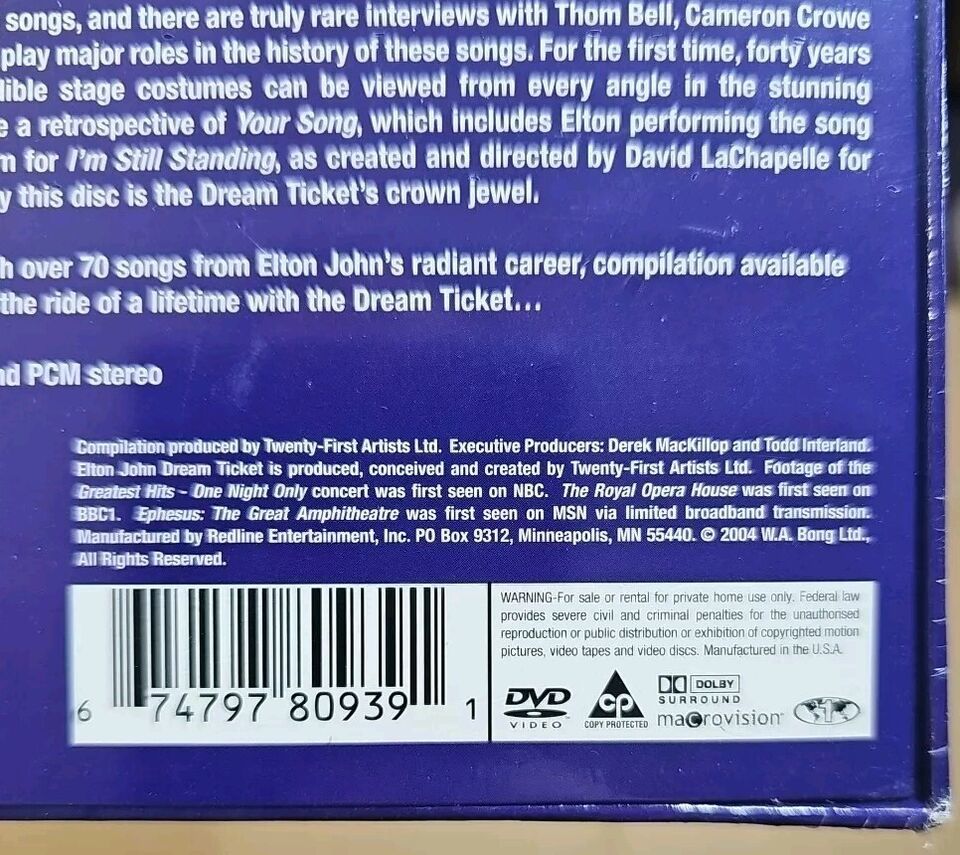 songs, and there are truly rare interviews with Thom Bell, Cameron Crowe
play major roles in the history of these songs. For the first time, forty years
stage costumes can be viewed from every angle in the stunning
a retrospective of Your Song, which includes Elton performing the song
for I'm Still Standing, as created and directed by David LaChapelle for
this disc is the Dream Ticket's crown jewel.
over 70 songs from Elton John's radiant career, compilation available
the ride of a lifetime with the Dream Ticket...
PCM stereo
Compilation produced by Twenty-First Artists Ltd. Executive Producers: Derek MacKillop and Todd Interland.
Elton John Dream Ticket is produced, conceived and created by Twenty-First Artists Ltd. Footage of the
Greatest Hits - One Night Only concert was first seen on NBC. The Royal Opera House was first seen on
BBC1. Ephesus: The Great Amphitheatre was first seen on MSN via limited broadband transmission.
Manufactured by Redline Entertainment, Inc. PO Box 9312, Minneapolis, MN 55440. © 2004 W.A. Bong Ltd.,
All Rights Reserved.
6 74797 80939 1
WARNING-For sale or rental for private home use only. Federal law
provides severe civil and criminal penalties for the unauthorised
reproduction or public distribution or exhibition of copyrighted motion
pictures, video tapes and video discs. Manufactured in the U.S.A.
DVD
VIDEO
cp
COPY PROTECTED
DOLBY
SURROUND
macrovision
1